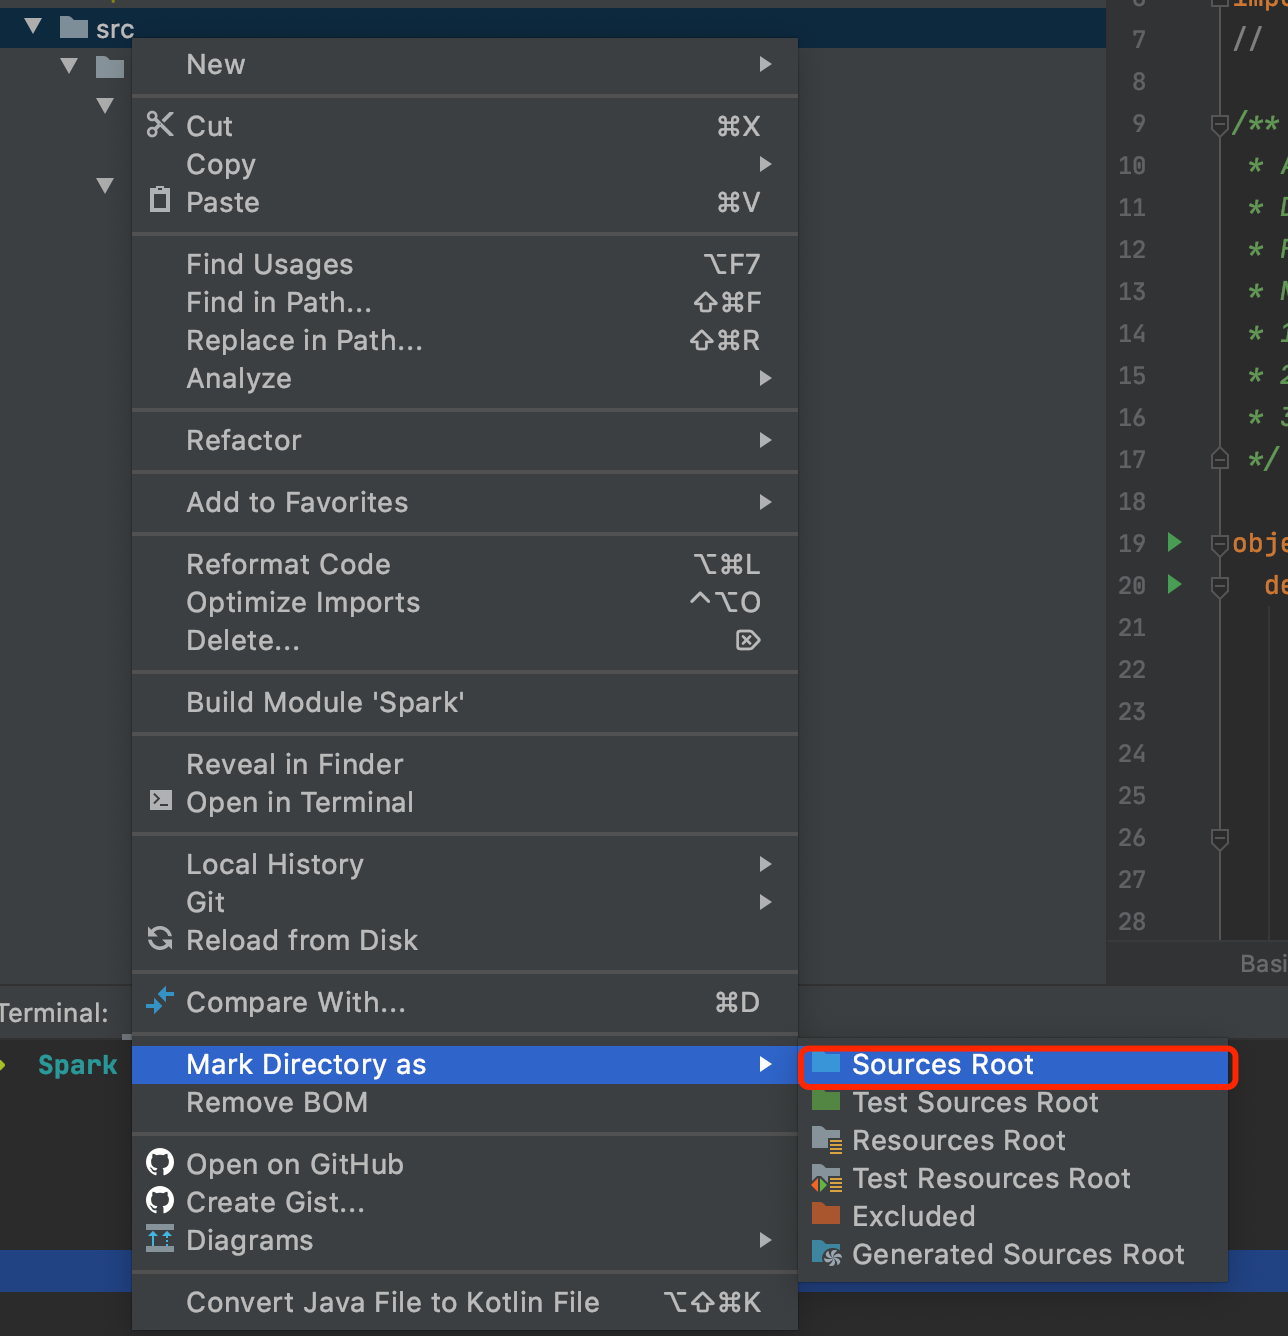 src
New
Cut ⌘X
Copy
Paste ⌘V
Find Usages ⌥F7
Find in Path... ⇧⌘F
Replace in Path... ⇧⌘R
Analyze
Refactor
Add to Favorites
Reformat Code ⌥⌘L
Optimize Imports ^⌥O
Delete... ⌦
Build Module 'Spark'
Reveal in Finder
Open in Terminal
Local History
Git
Reload from Disk
Compare With... ⌘D
Mark Directory as
Remove BOM
Open on GitHub
Create Gist...
Diagrams
Convert Java File to Kotlin File ⌥⇧⌘K
Sources Root
Test Sources Root
Resources Root
Test Resources Root
Excluded
Generated Sources Root
Terminal:
Spark
7 //
8
9 /**
10 *
11 *
12 *
13 *
14 * 1
15 * 2
16 * 3
17 */
18
19 obje
20 de
21
22
23
24
25
26
27
28
Basi